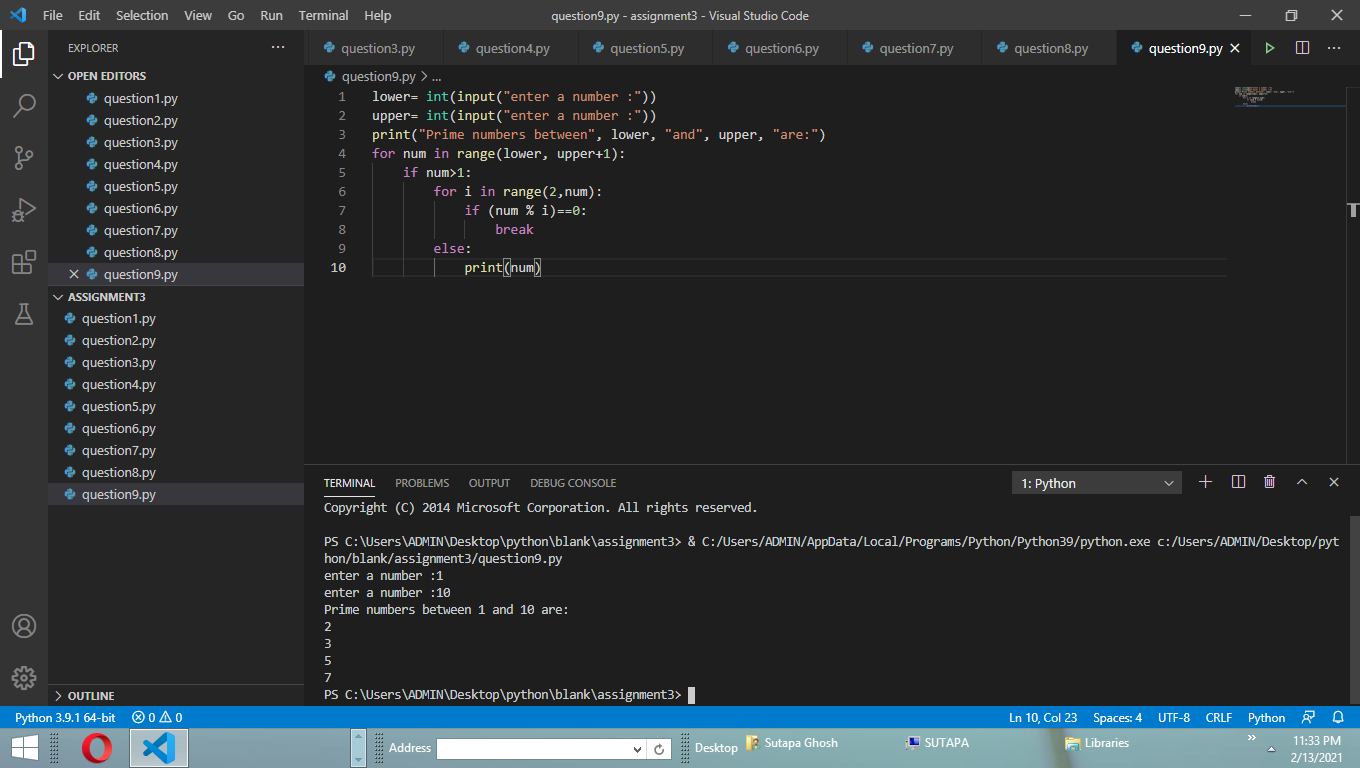 File Edit Selection View Go Run Terminal Help
question9.py - assignment3 - Visual Studio Code
EXPLORER
OPEN EDITORS
question1.py
question2.py
question3.py
question4.py
question5.py
question6.py
question7.py
question8.py
question9.py
ASSIGNMENT3
question1.py
question2.py
question3.py
question4.py
question5.py
question6.py
question7.py
question8.py
question9.py
OUTLINE
question3.py question4.py question5.py question6.py question7.py question8.py question9.py
question9.py > ...
1 lower= int(input("enter a number :"))
2 upper= int(input("enter a number :"))
3 print("Prime numbers between", lower, "and", upper, "are:")
4 for num in range(lower, upper+1):
5     if num>1:
6         for i in range(2,num):
7             if (num % i)==0:
8                 break
9         else:
10             print(num)
TERMINAL PROBLEMS OUTPUT DEBUG CONSOLE 1: Python
Copyright (C) 2014 Microsoft Corporation. All rights reserved.
PS C:\Users\ADMIN\Desktop\python\blank\assignment3> & C:/Users/ADMIN/AppData/Local/Programs/Python/Python39/python.exe c:/Users/ADMIN/Desktop/pyt
hon/blank/assignment3/question9.py
enter a number :1
enter a number :10
Prime numbers between 1 and 10 are:
2
3
5
7
PS C:\Users\ADMIN\Desktop\python\blank\assignment3>
Python 3.9.1 64-bit 0 0 Ln 10, Col 23 Spaces: 4 UTF-8 CRLF Python
Address Desktop Sutapa Ghosh SUTAPA Libraries 11:33 PM
2/13/2021